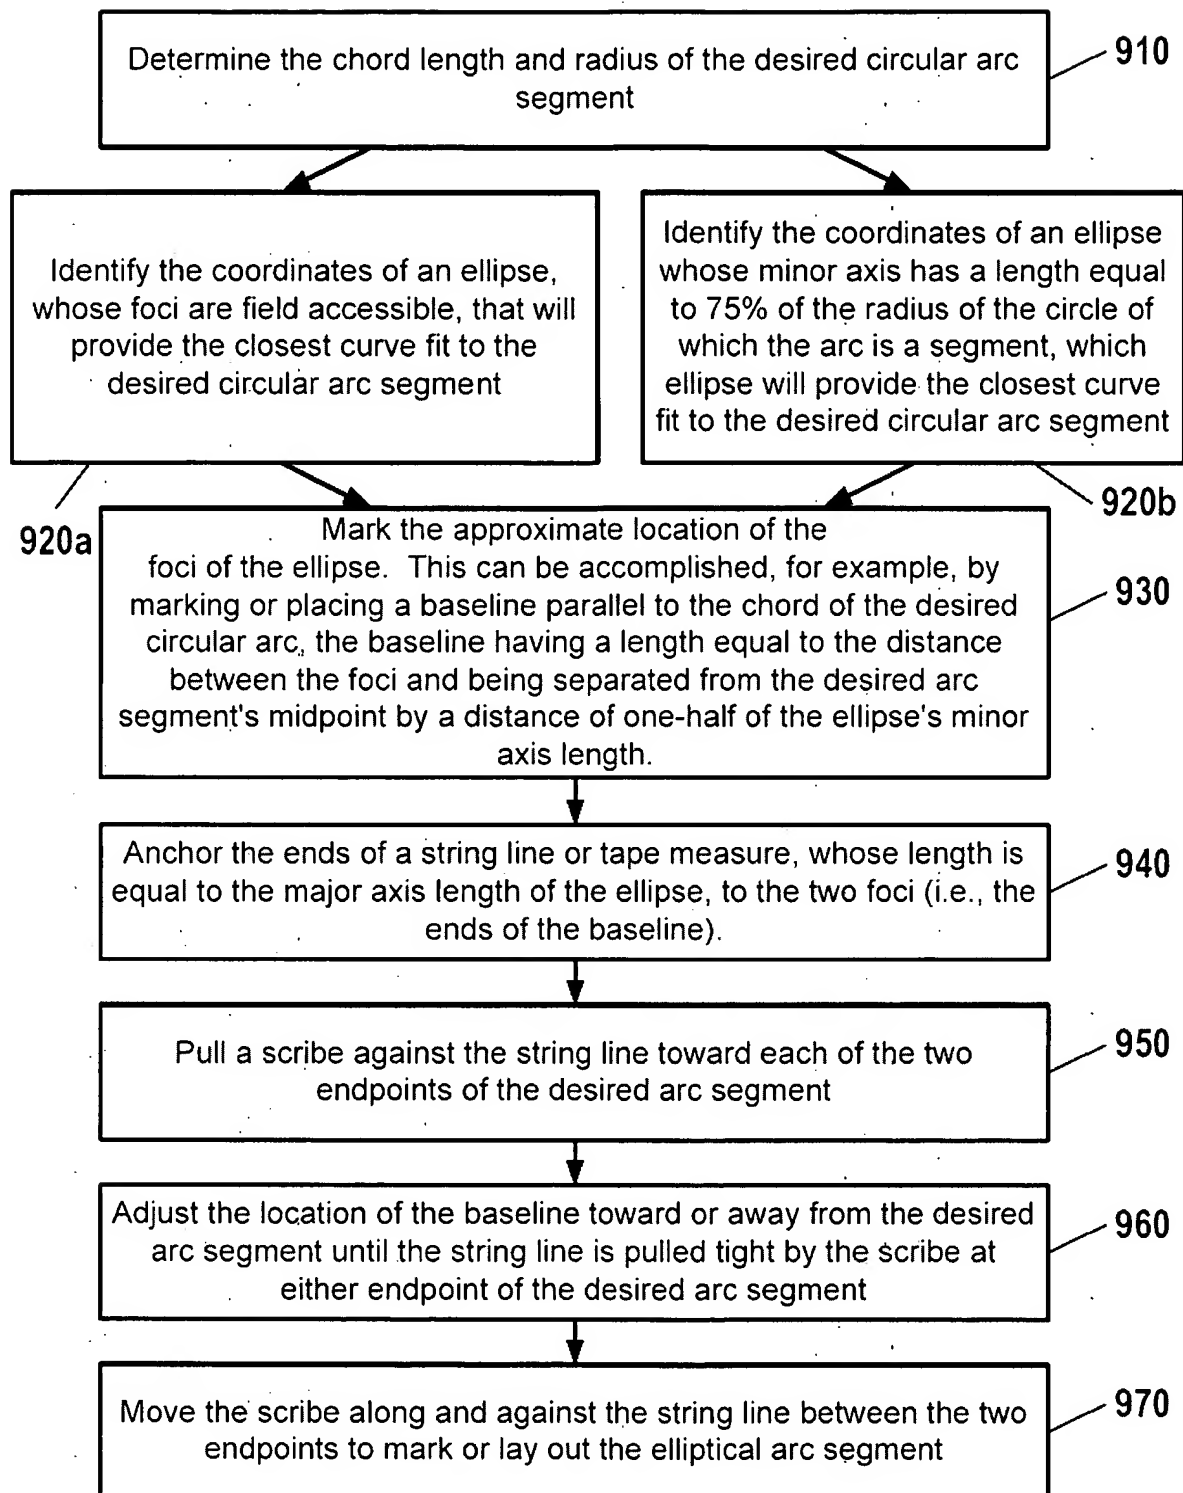 Determine the chord length and radius of the desired circular arc
segment
910
Identify the coordinates of an ellipse,
whose foci are field accessible, that will
provide the closest curve fit to the
desired circular arc segment
920a
Identify the coordinates of an ellipse
whose minor axis has a length equal
to 75% of the radius of the circle of
which the arc is a segment, which
ellipse will provide the closest curve
fit to the desired circular arc segment
920b
Mark the approximate location of the
foci of the ellipse. This can be accomplished, for example, by
marking or placing a baseline parallel to the chord of the desired
circular arc, the baseline having a length equal to the distance
between the foci and being separated from the desired arc
segment's midpoint by a distance of one-half of the ellipse's minor
axis length.
930
Anchor the ends of a string line or tape measure, whose length is
equal to the major axis length of the ellipse, to the two foci (i.e., the
ends of the baseline).
940
Pull a scribe against the string line toward each of the two
endpoints of the desired arc segment
950
Adjust the location of the baseline toward or away from the desired
arc segment until the string line is pulled tight by the scribe at
either endpoint of the desired arc segment
960
Move the scribe along and against the string line between the two
endpoints to mark or lay out the elliptical arc segment
970